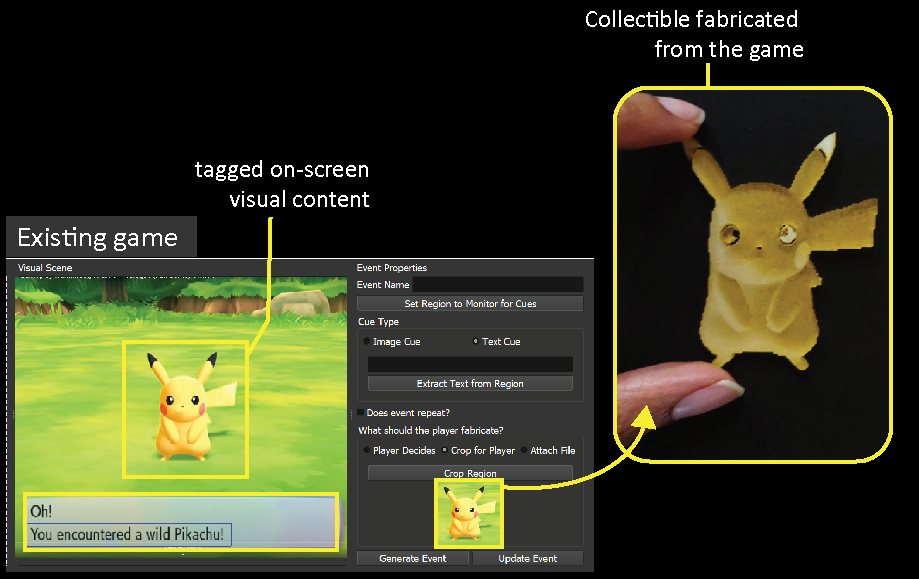 Collectible fabricated
from the game
tagged on-screen
visual content
Existing game
Visual Scene
Event Properties
Event Name
Set Region to Monitor for Cues
Cue Type
Image Cue
Text Cue
Extract Text from Region
Does event repeat?
What should the player fabricate?
Player Decides
Crop for Player
Attach File
Crop Region
Oh!
You encountered a wild Pikachu!
Generate Event
Update Event